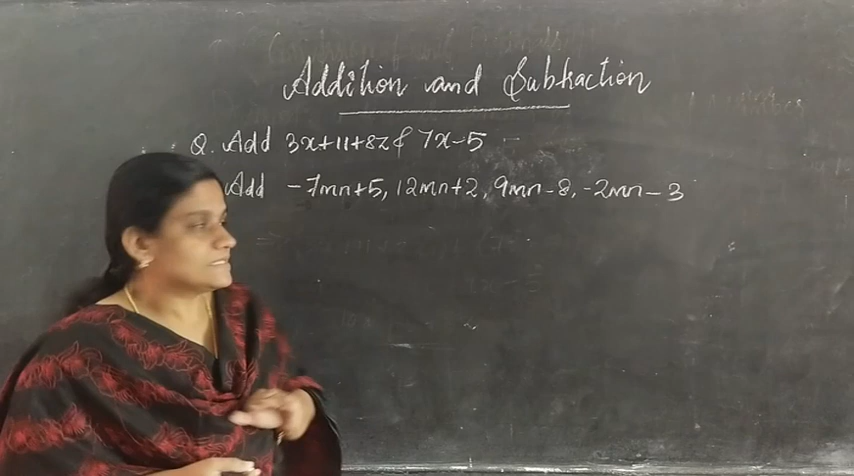 Addition and Subtraction
Q. Add 3x+11+8z & 7x-5
Add -7mn+5, 12mn+2, 9mn-8, -2mn-3